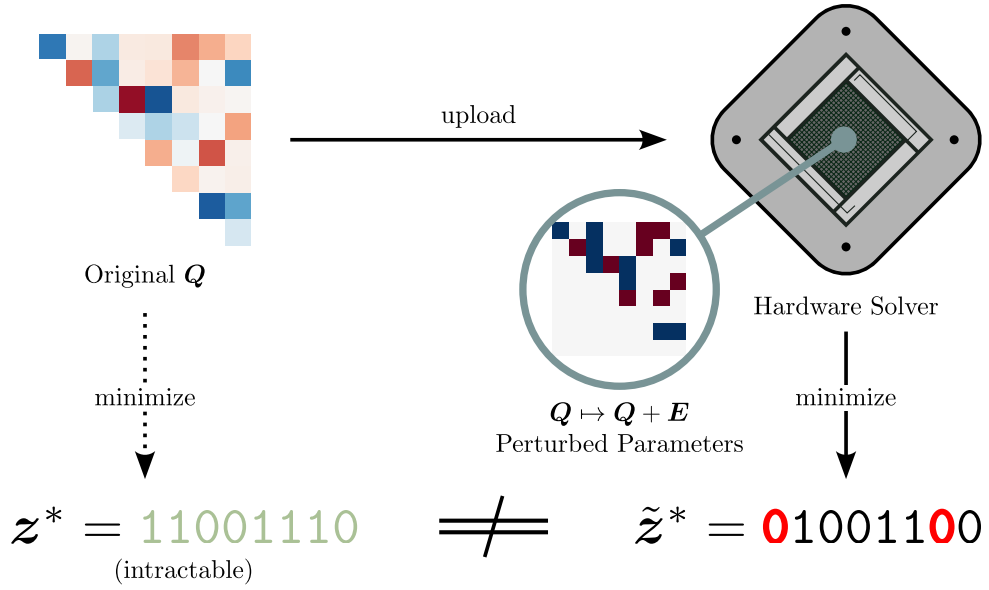 upload
Original Q
Hardware Solver
minimize
minimize
Q ↦ Q + E
Perturbed Parameters
z* = 11001110
≠
z̃* = 01001100
(intractable)